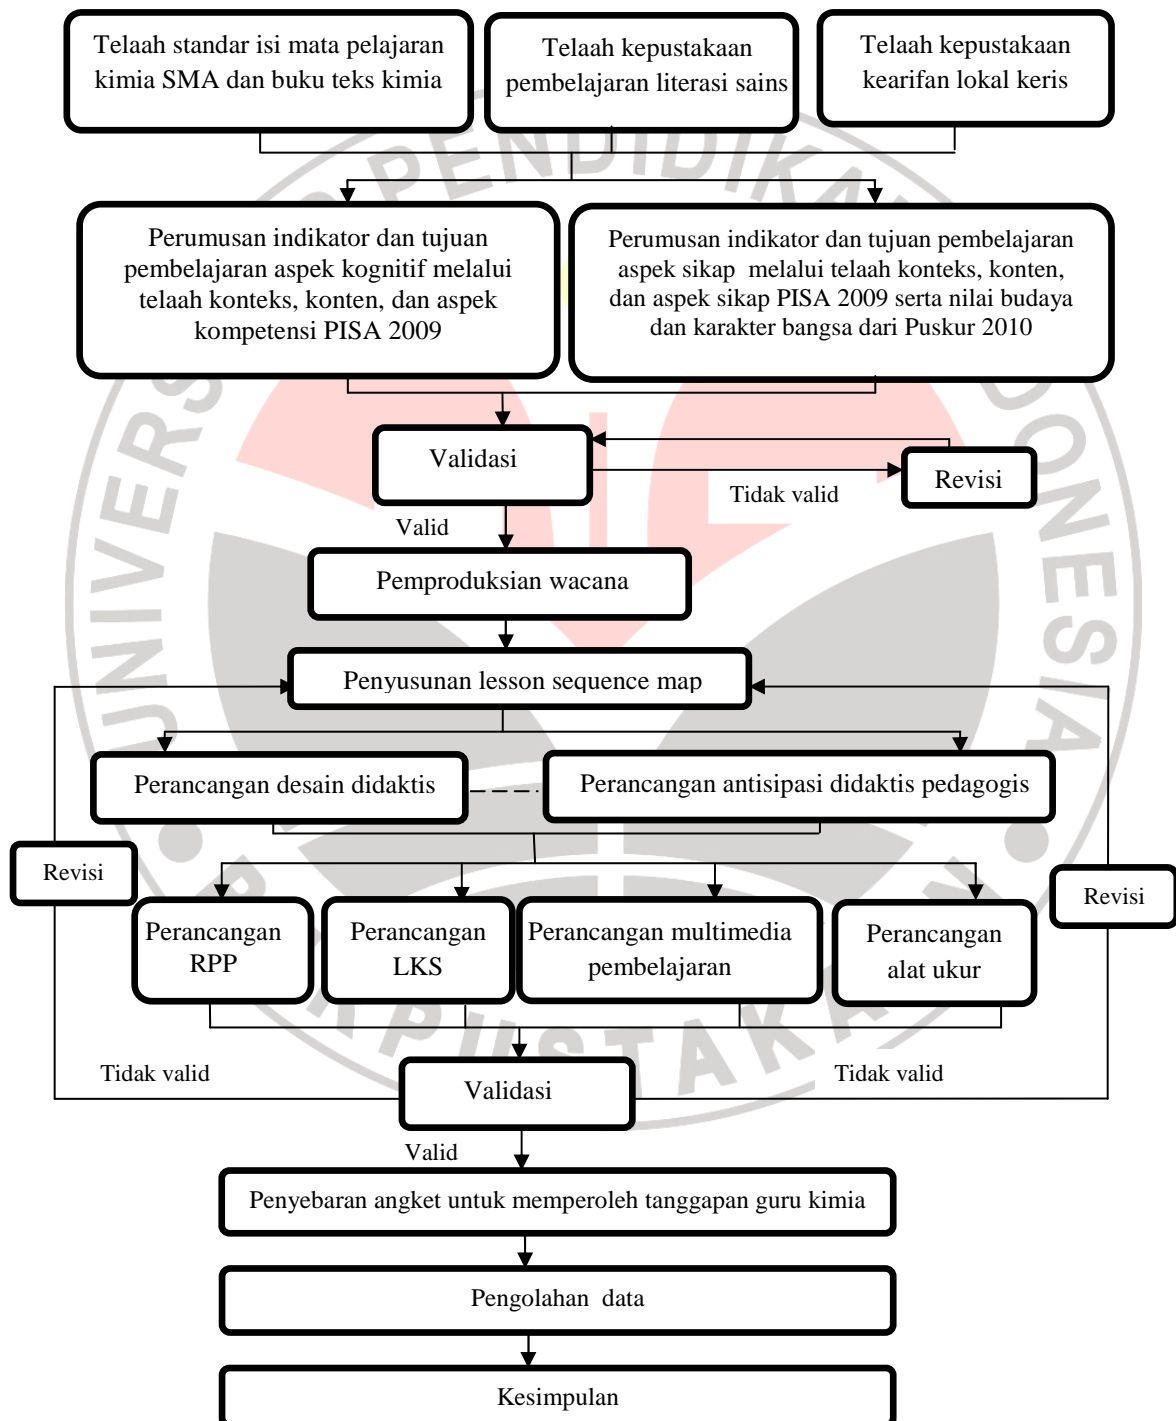 Telaah standar isi mata pelajaran
kimia SMA dan buku teks kimia
Telaah kepustakaan
pembelajaran literasi sains
Telaah kepustakaan
kearifan lokal keris
Perumusan indikator dan tujuan
pembelajaran aspek kognitif melalui
telaah konteks, konten, dan aspek
kompetensi PISA 2009
Perumusan indikator dan tujuan pembelajaran
aspek sikap melalui telaah konteks, konten,
dan aspek sikap PISA 2009 serta nilai budaya
dan karakter bangsa dari Puskur 2010
Validasi
Tidak valid
Revisi
Valid
Pemproduksian wacana
Penyusunan lesson sequence map
Perancangan desain didaktis
Perancangan antisipasi didaktis pedagogis
Revisi
Revisi
Perancangan
RPP
Perancangan
LKS
Perancangan multimedia
pembelajaran
Perancangan
alat ukur
Tidak valid
Validasi
Tidak valid
Valid
Penyebaran angket untuk memperoleh tanggapan guru kimia
Pengolahan data
Kesimpulan